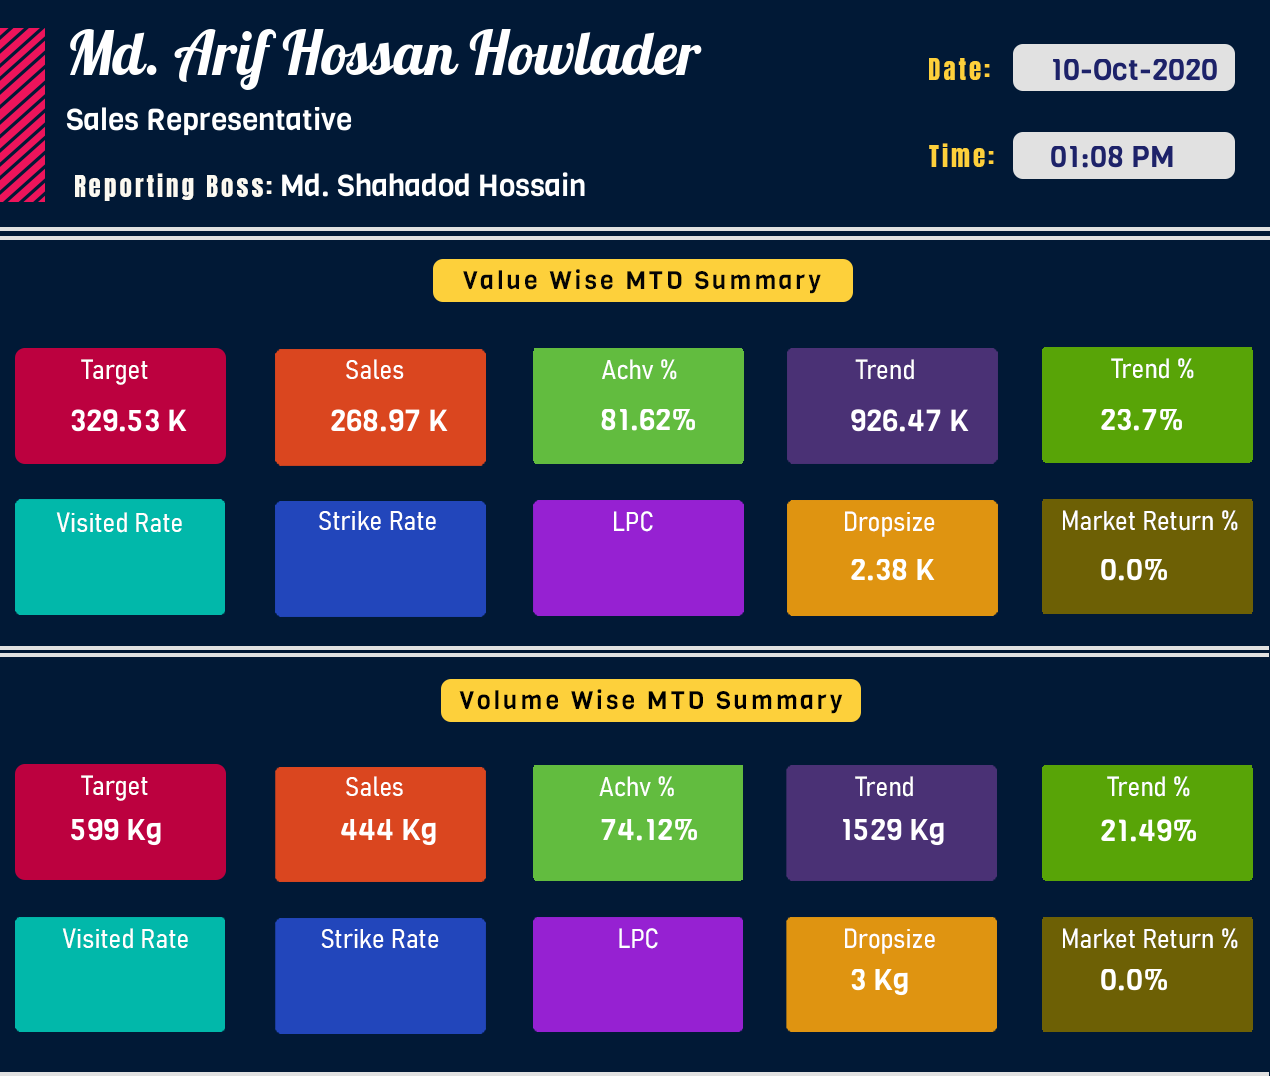 Md. Arif Hossan Howlader
Sales Representative
Reporting Boss: Md. Shahadod Hossain
Date: 10-Oct-2020
Time: 01:08 PM
Value Wise MTD Summary
Target Sales Achv % Trend Trend %
329.53 K 268.97 K 81.62% 926.47 K 23.7%
Visited Rate Strike Rate LPC Dropsize Market Return %
2.38 K 0.0%
Volume Wise MTD Summary
Target Sales Achv % Trend Trend %
599 Kg 444 Kg 74.12% 1529 Kg 21.49%
Visited Rate Strike Rate LPC Dropsize Market Return %
3 Kg 0.0%